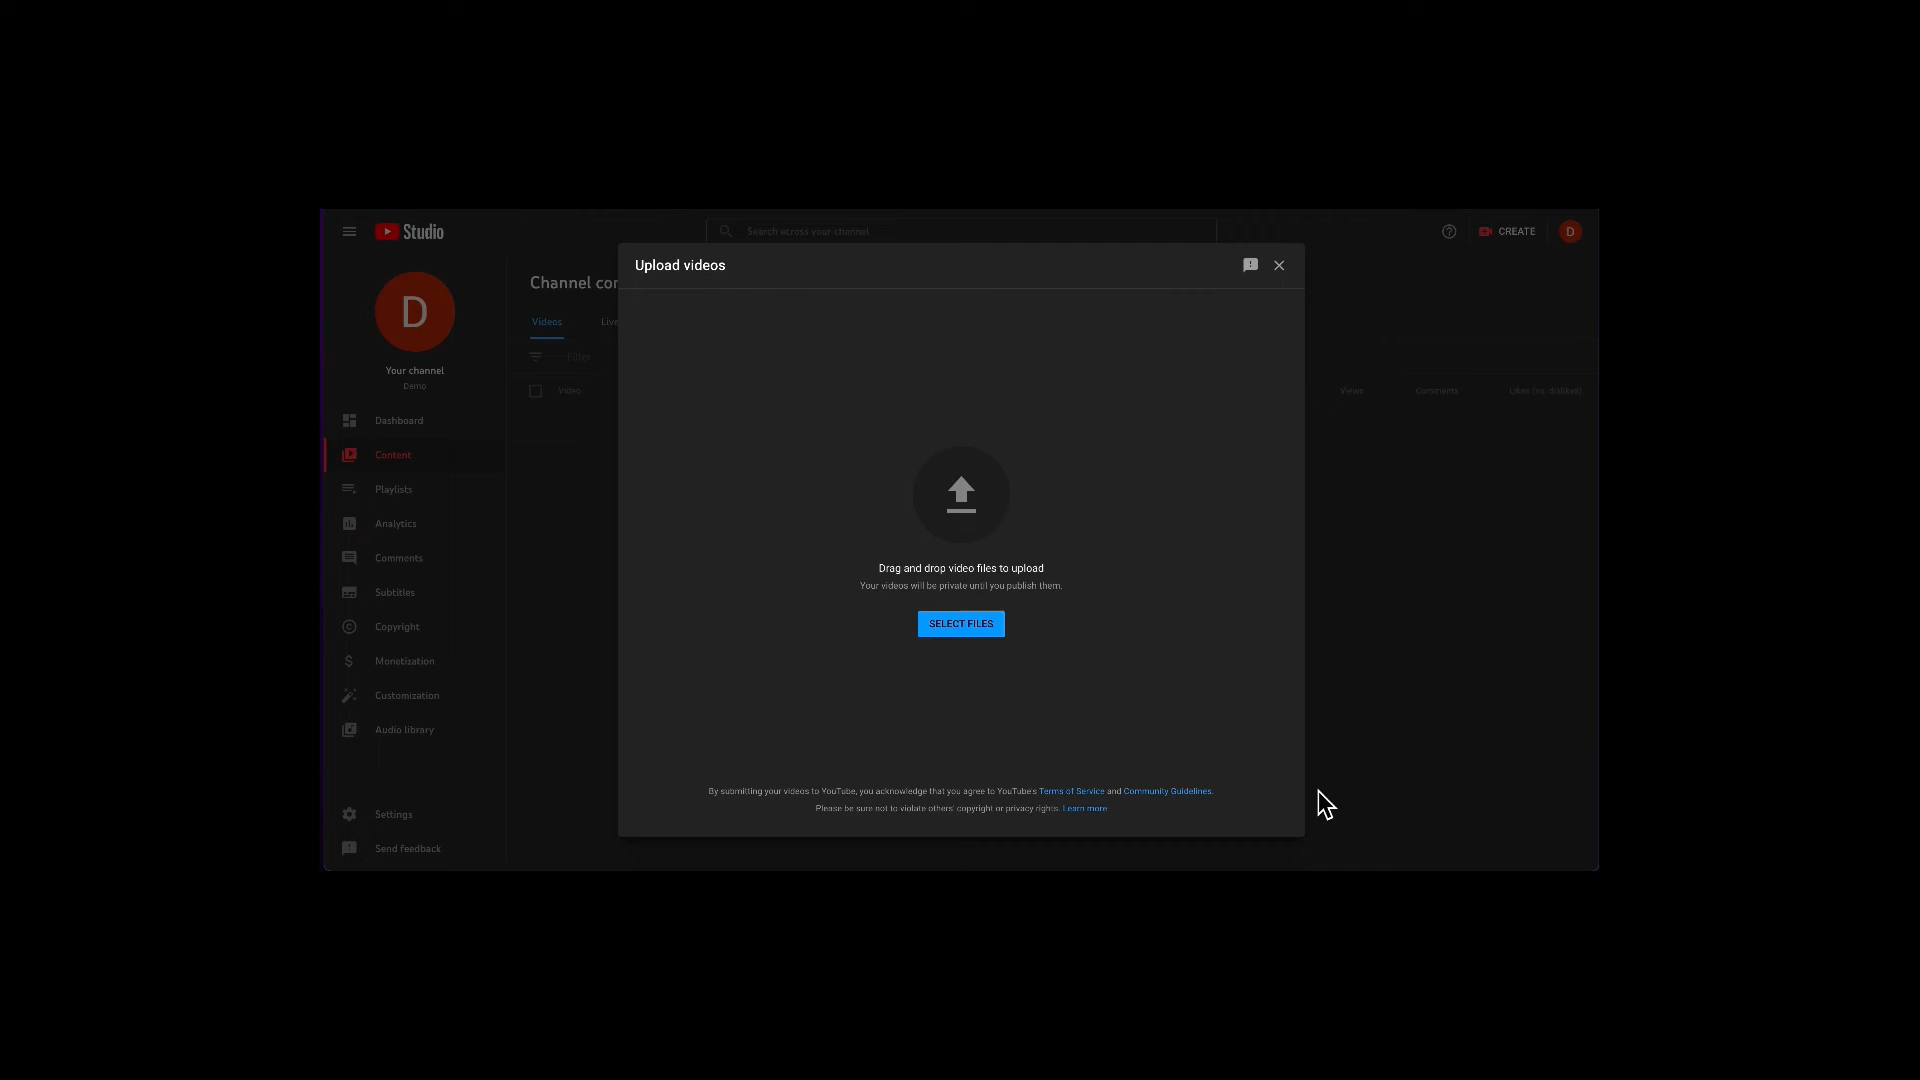 Studio
Search across your channel
CREATE
D
Upload videos
D
Your channel
Demo
Dashboard
Content
Playlists
Analytics
Comments
Subtitles
Copyright
Monetization
Customization
Audio library
Settings
Send feedback
Channel con
Videos
Live
Filter
Video
Views
Comments
Likes (vs. dislikes)
Drag and drop video files to upload
Your videos will be private until you publish them.
SELECT FILES
By submitting your videos to YouTube, you acknowledge that you agree to YouTube's Terms of Service and Community Guidelines.
Please be sure not to violate others' copyright or privacy rights. Learn more